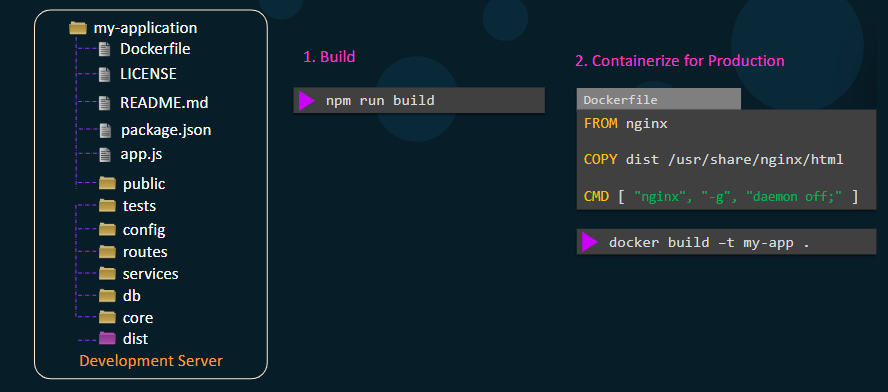 my-application
Dockerfile
LICENSE
README.md
package.json
app.js
public
tests
config
routes
services
db
core
dist
Development Server
1. Build
npm run build
2. Containerize for Production
Dockerfile
FROM nginx
COPY dist /usr/share/nginx/html
CMD [ "nginx", "-g", "daemon off;" ]
docker build –t my-app .